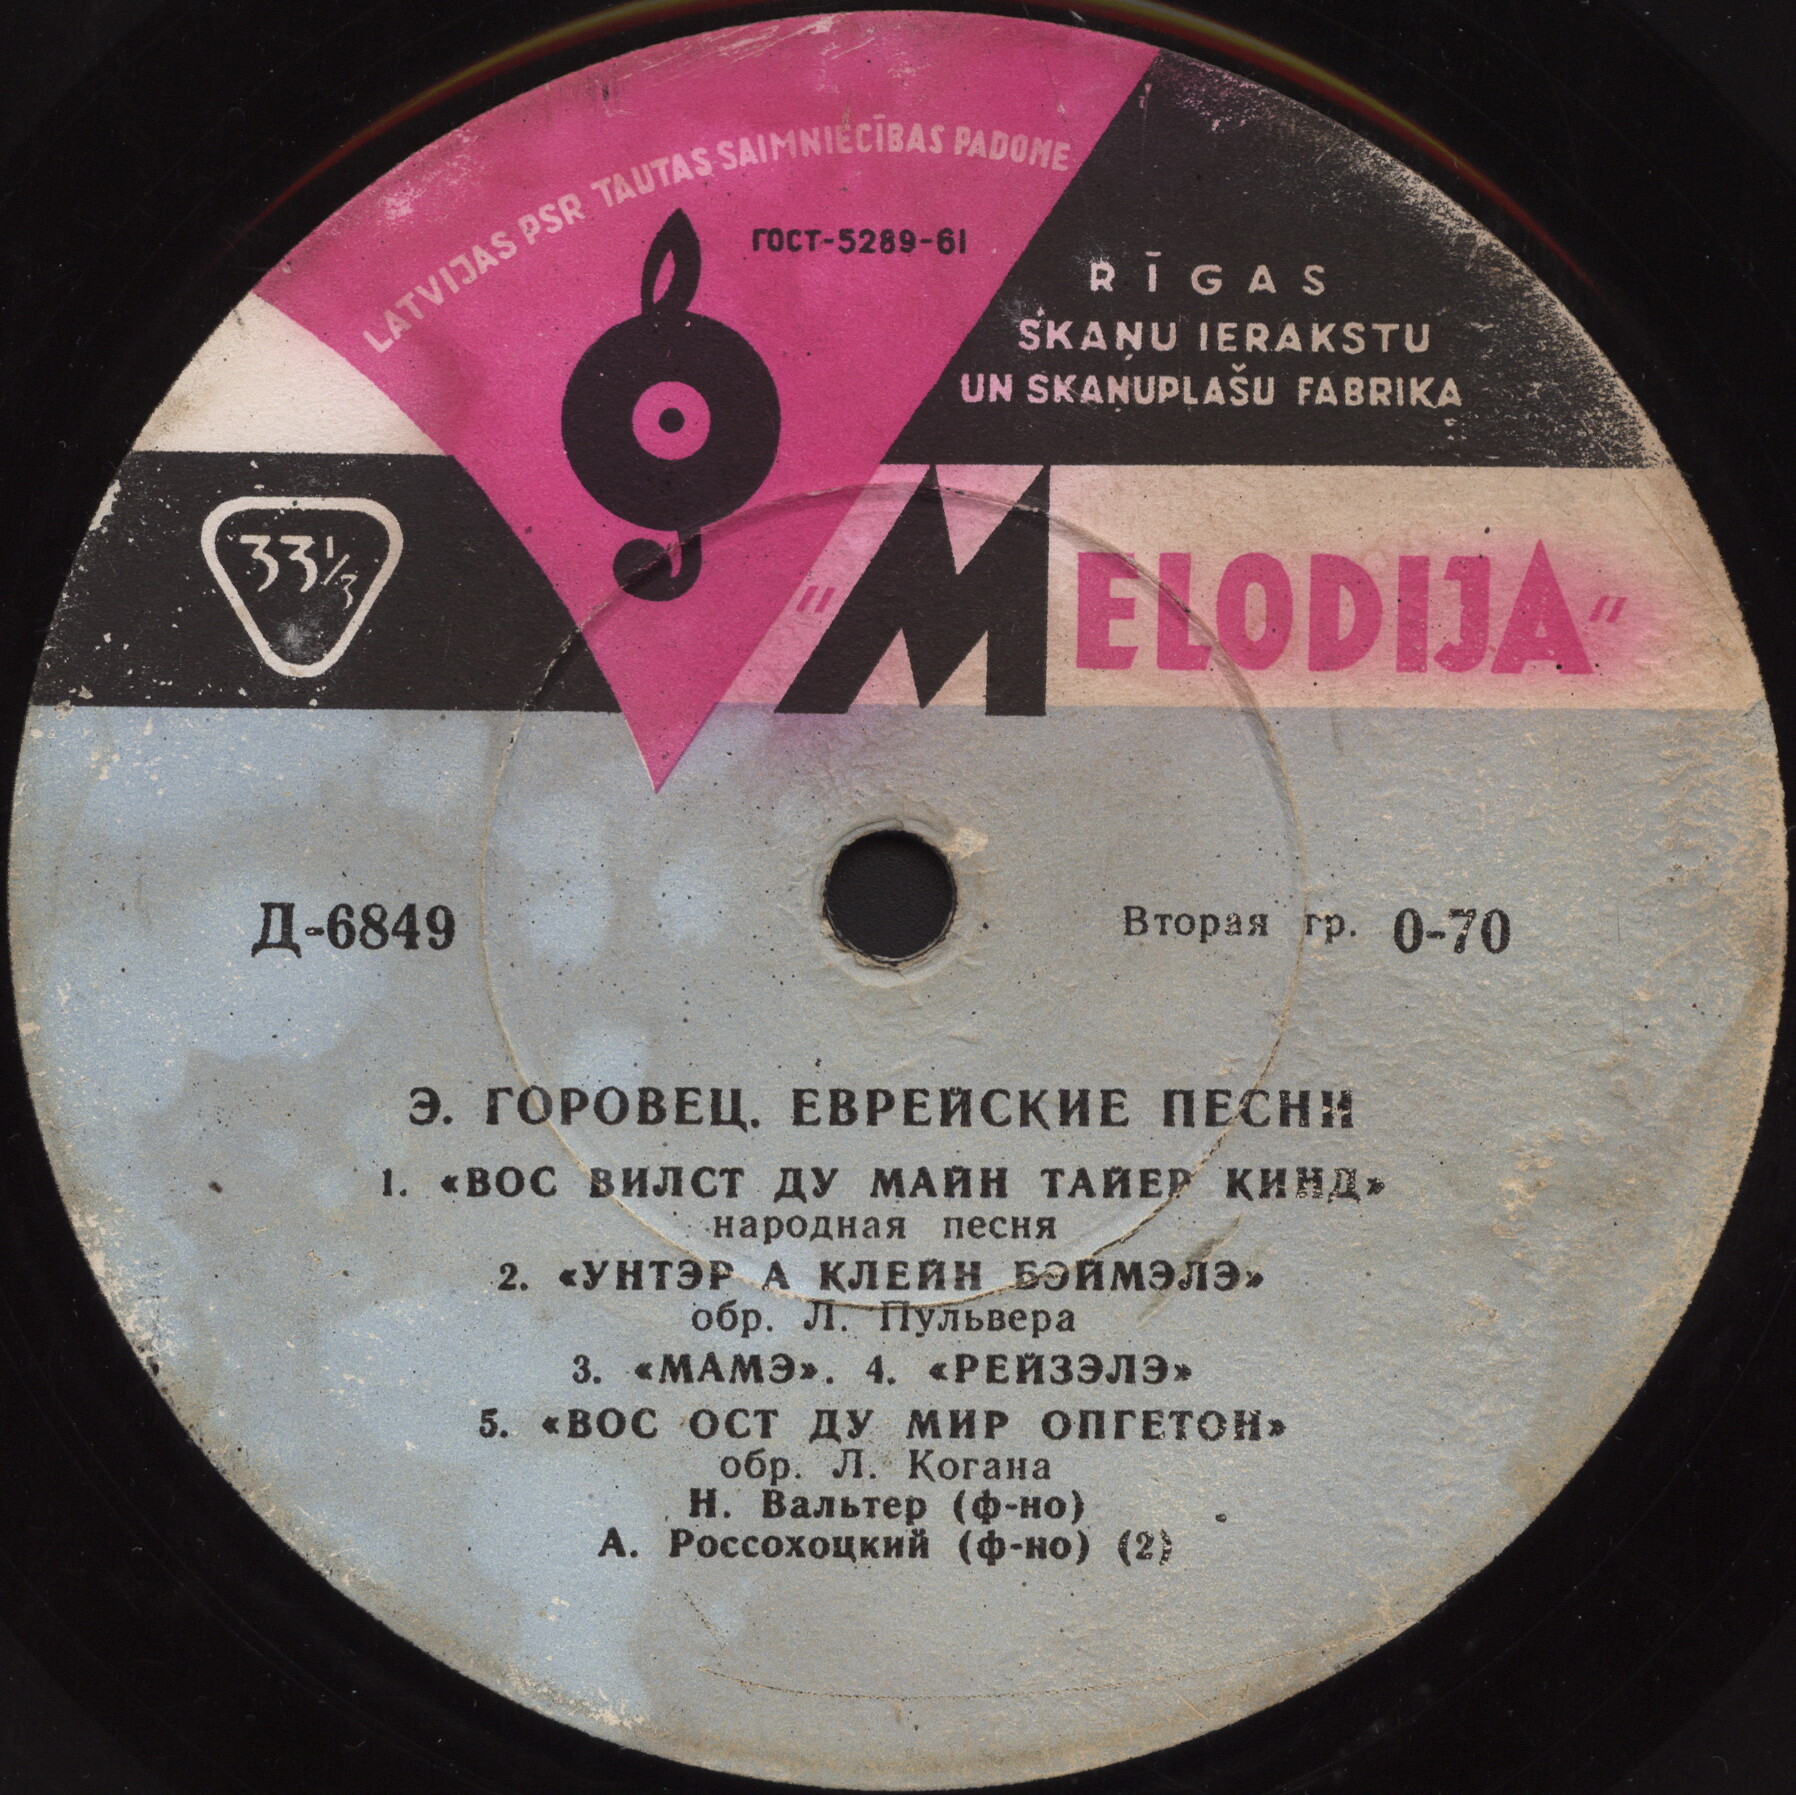 LATVIJAS PSR TAUTAS SAIMNIECĪBAS PADOME
ГОСТ-5289-61
RĪGAS
SKAŅU IERAKSTU
UN SKAŅUPLAŠU FABRIKA
33 1/3
"MELODIJA"
Д-6849
Вторая гр. 0-70
Э. ГОРОВЕЦ. ЕВРЕЙСКИЕ ПЕСНИ
1. «ВОС ВИЛСТ ДУ МАЙН ТАЙЕР КИНД»
народная песня
2. «УНТЭР А КЛЕЙН БЭЙМЭЛЭ»
обр. Л. Пульвера
3. «МАМЭ». 4. «РЕЙЗЭЛЭ»
5. «ВОС ОСТ ДУ МИР ОПГЕТОН»
обр. Л. Когана
Н. Вальтер (ф-но)
А. Россохоцкий (ф-но) (2)